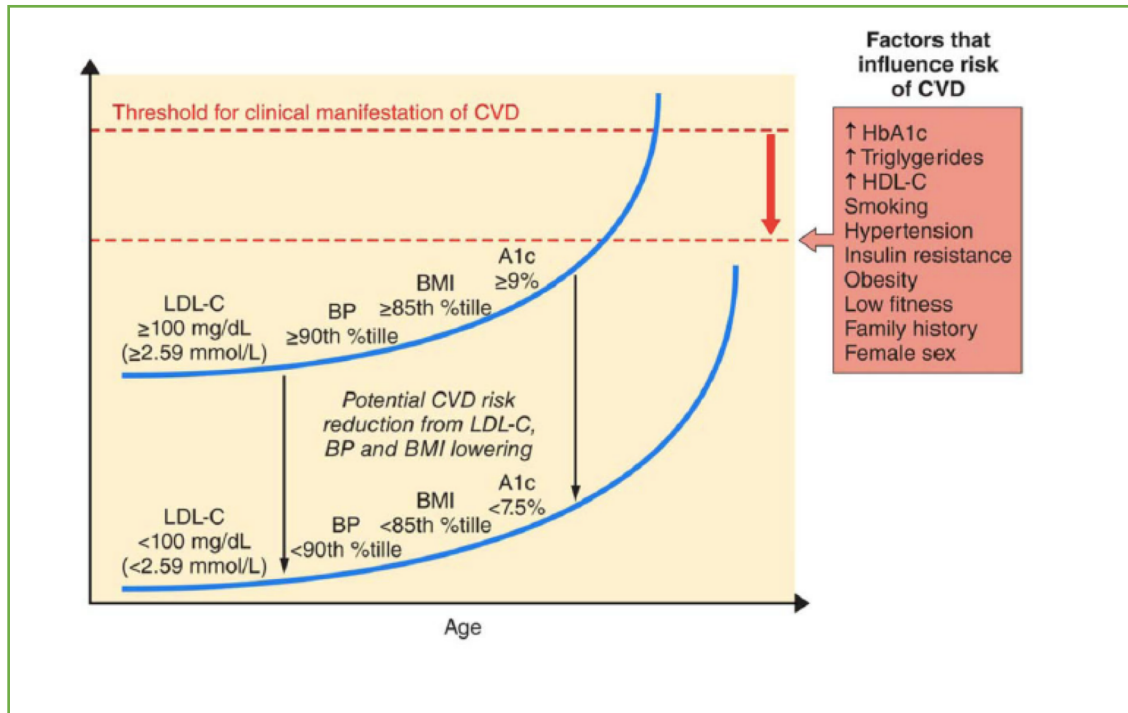 Factors that
influence risk
of CVD
Threshold for clinical manifestation of CVD
↑ HbA1c
↑ Triglygerides
↑ HDL-C
Smoking
Hypertension
Insulin resistance
Obesity
Low fitness
Family history
Female sex
LDL-C
≥100 mg/dL
(≥2.59 mmol/L)
BP
≥90th %tille
BMI
≥85th %tille
A1c
≥9%
Potential CVD risk
reduction from LDL-C,
BP and BMI lowering
LDL-C
<100 mg/dL
(<2.59 mmol/L)
BP
<90th %tille
BMI
<85th %tille
A1c
<7.5%
Age